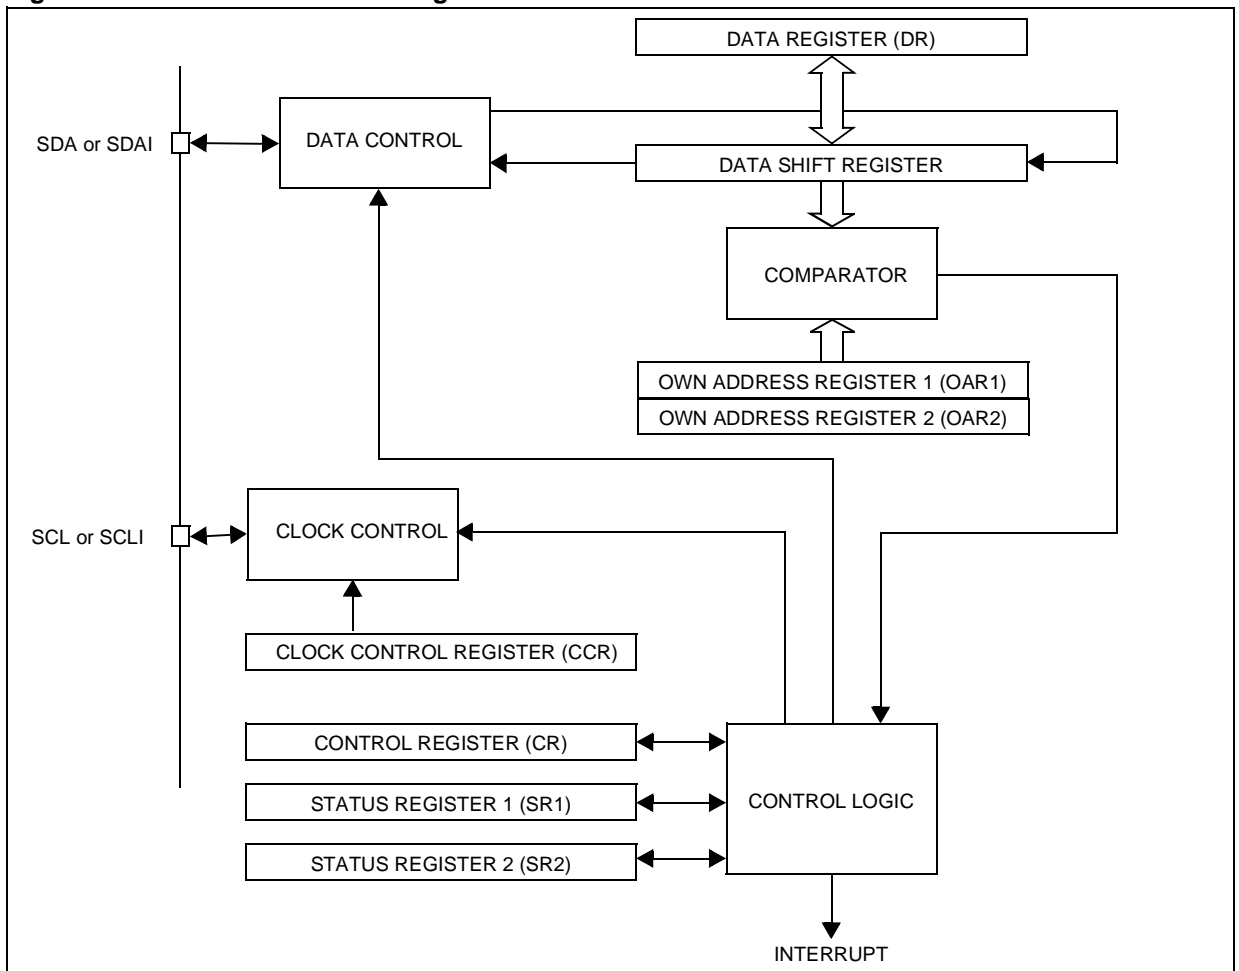 DATA REGISTER (DR)
SDA or SDAI
DATA CONTROL
DATA SHIFT REGISTER
COMPARATOR
OWN ADDRESS REGISTER 1 (OAR1)
OWN ADDRESS REGISTER 2 (OAR2)
SCL or SCLI
CLOCK CONTROL
CLOCK CONTROL REGISTER (CCR)
CONTROL REGISTER (CR)
STATUS REGISTER 1 (SR1)
CONTROL LOGIC
STATUS REGISTER 2 (SR2)
INTERRUPT